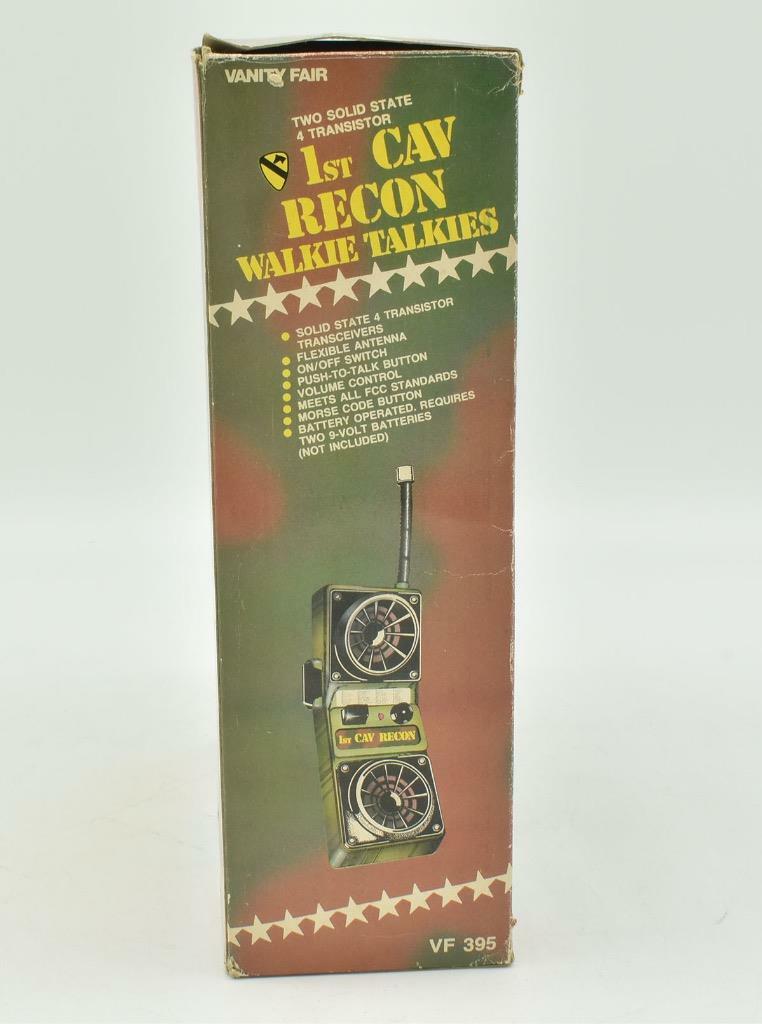 VANITY FAIR
TWO SOLID STATE
4 TRANSISTOR
1ST CAV
RECON
WALKIE TALKIES
• SOLID STATE 4 TRANSISTOR
TRANSCEIVERS
• FLEXIBLE ANTENNA
• ON/OFF SWITCH
• PUSH-TO-TALK BUTTON
• VOLUME CONTROL
• MEETS ALL FCC STANDARDS
• MORSE CODE BUTTON
• BATTERY OPERATED. REQUIRES
TWO 9-VOLT BATTERIES
(NOT INCLUDED)
1ST CAV RECON
VF 395